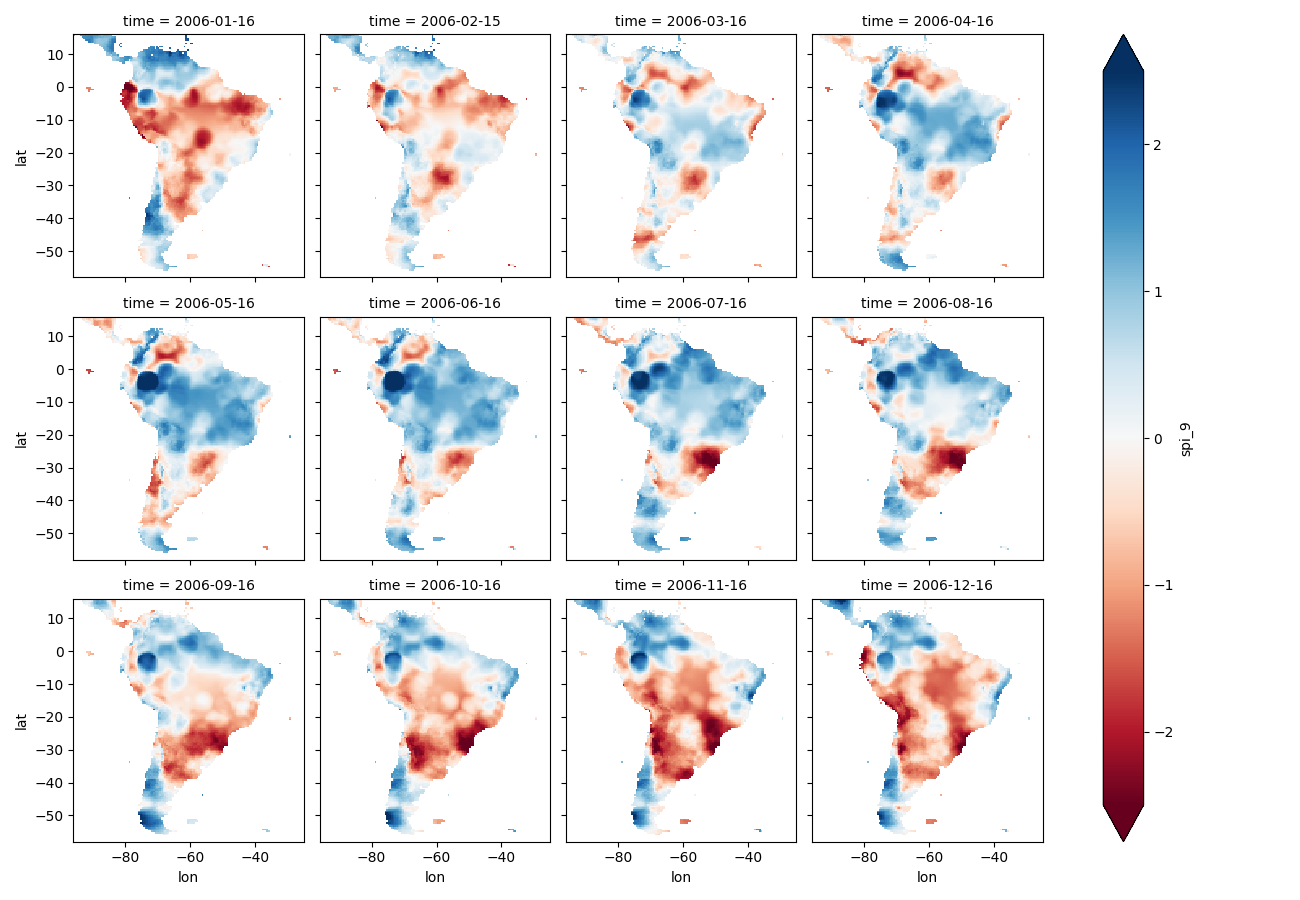 time = 2006-01-16
time = 2006-02-15
time = 2006-03-16
time = 2006-04-16
10
0
−10
−20
−30
−40
−50
lat
time = 2006-05-16
time = 2006-06-16
time = 2006-07-16
time = 2006-08-16
10
0
−10
−20
−30
−40
−50
lat
time = 2006-09-16
time = 2006-10-16
time = 2006-11-16
time = 2006-12-16
10
0
−10
−20
−30
−40
−50
lat
−80 −60 −40
lon
−80 −60 −40
lon
−80 −60 −40
lon
−80 −60 −40
lon
2
1
0
−1
−2
spi_9